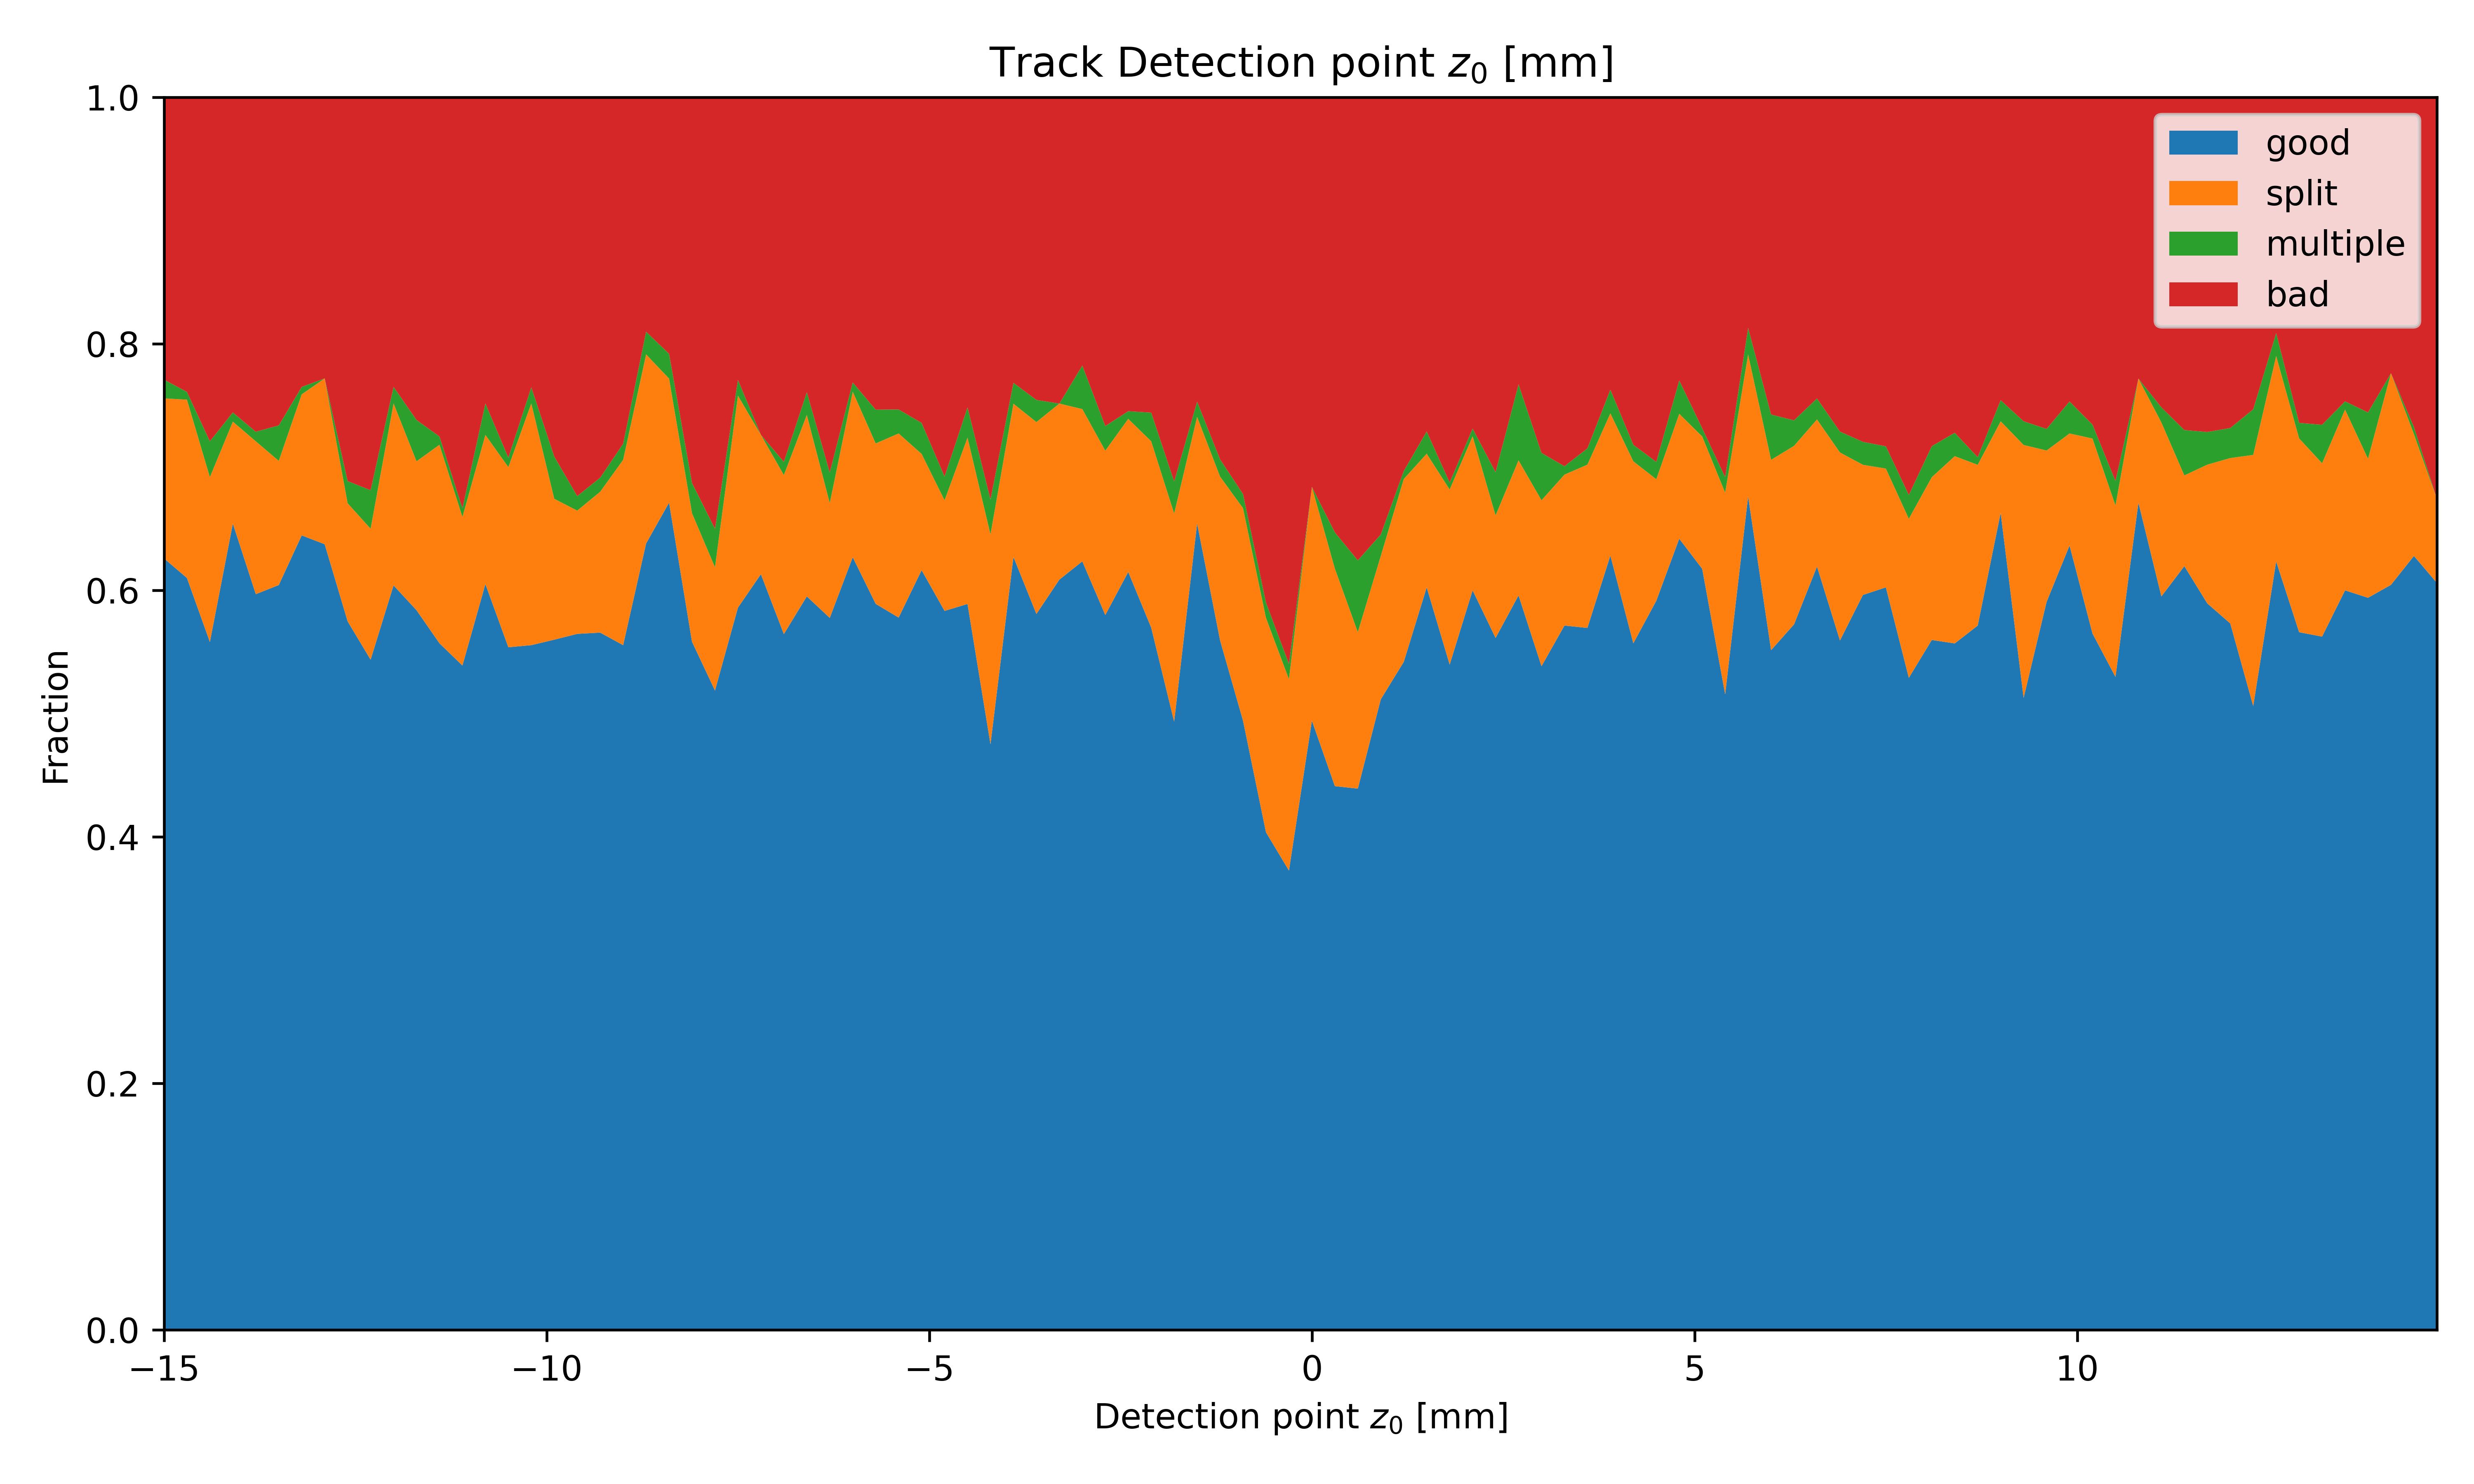 Track Detection point z₀ [mm]
1.0
0.8
0.6
0.4
0.2
0.0
Fraction
good
split
multiple
bad
−15
−10
−5
0
5
10
Detection point z₀ [mm]